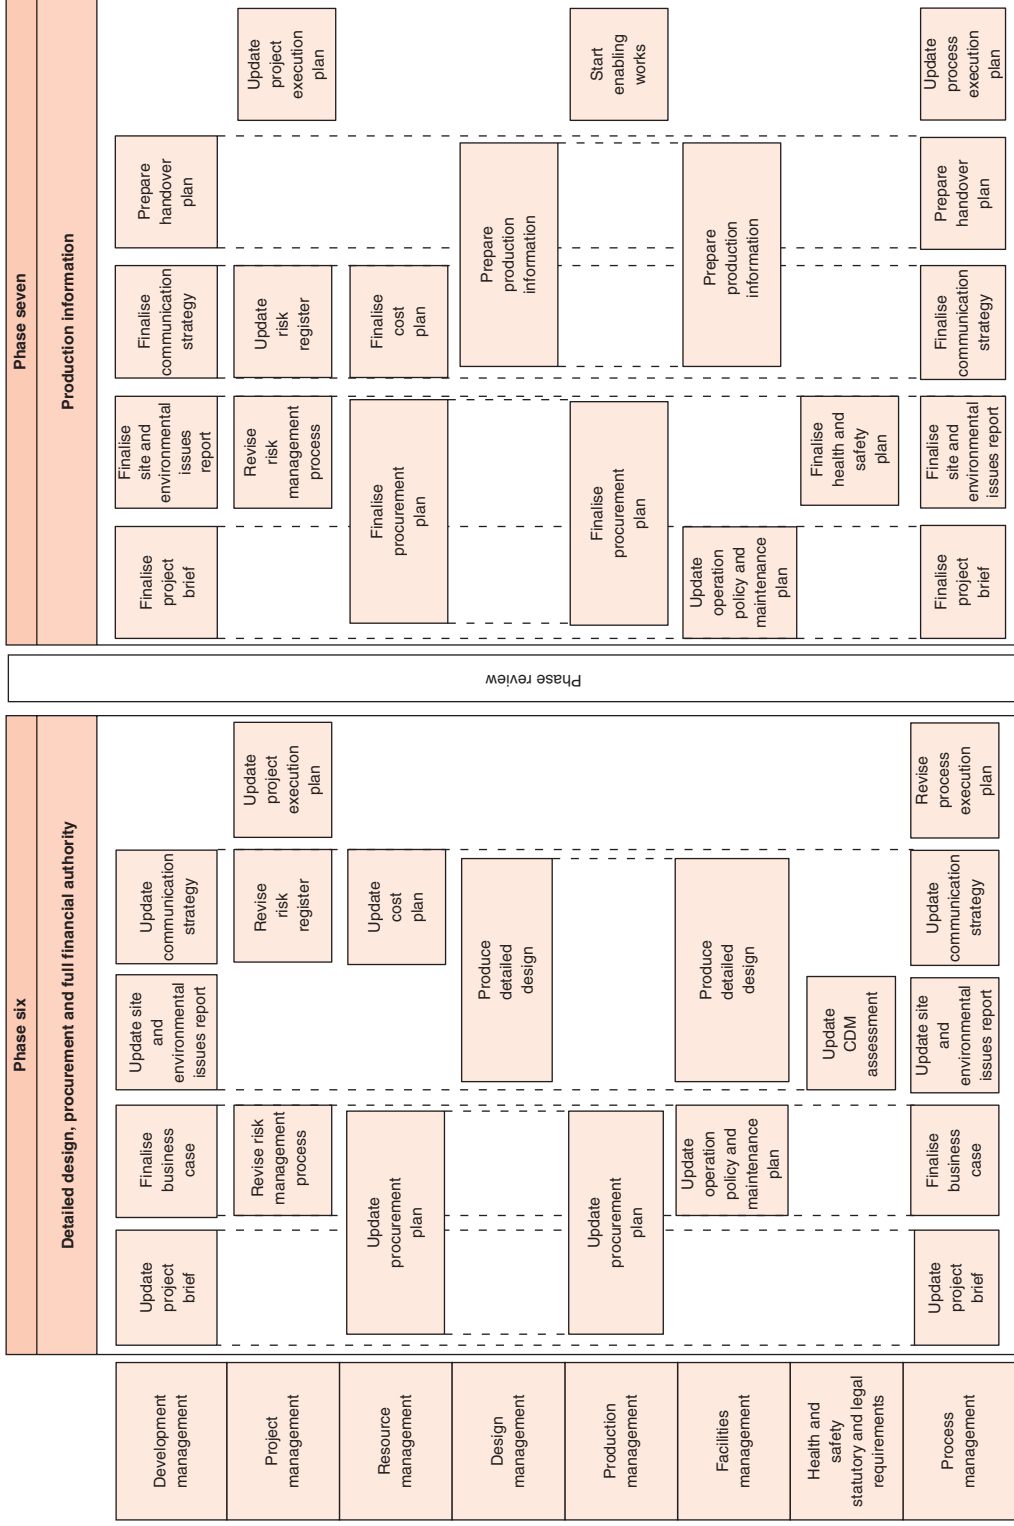 Phase six
Detailed design, procurement and full financial authority
Phase review
Phase seven
Production information
Development
management
Update
project
brief
Finalise
business
case
Update site
and
environmental
issues report
Update
communication
strategy
Finalise
project
brief
Finalise
site and
environmental
issues
report
Finalise
communication
strategy
Prepare
handover
plan
Project
management
Revise risk
management
process
Revise
risk
register
Update
project
execution
plan
Revise
risk
management
process
Update
risk
register
Update
project
execution
plan
Resource
management
Update
procurement
plan
Update
cost
plan
Finalise
procurement
plan
Finalise
cost
plan
Design
management
Produce
detailed
design
Prepare
production
information
Production
management
Update
procurement
plan
Finalise
procurement
plan
Start
enabling
works
Facilities
management
Update
operation
policy and
maintenance
plan
Produce
detailed
design
Update
operation
policy and
maintenance
plan
Prepare
production
information
Health and
safety
statutory and legal
requirements
Update
CDM
assessment
Finalise
health and
safety
plan
Process
management
Update
project
brief
Finalise
business
case
Update site
and
environmental
issues report
Update
communication
strategy
Revise
process
execution
plan
Finalise
project
brief
Finalise
site and
environmental
issues report
Finalise
communication
strategy
Prepare
handover
plan
Update
process
execution
plan